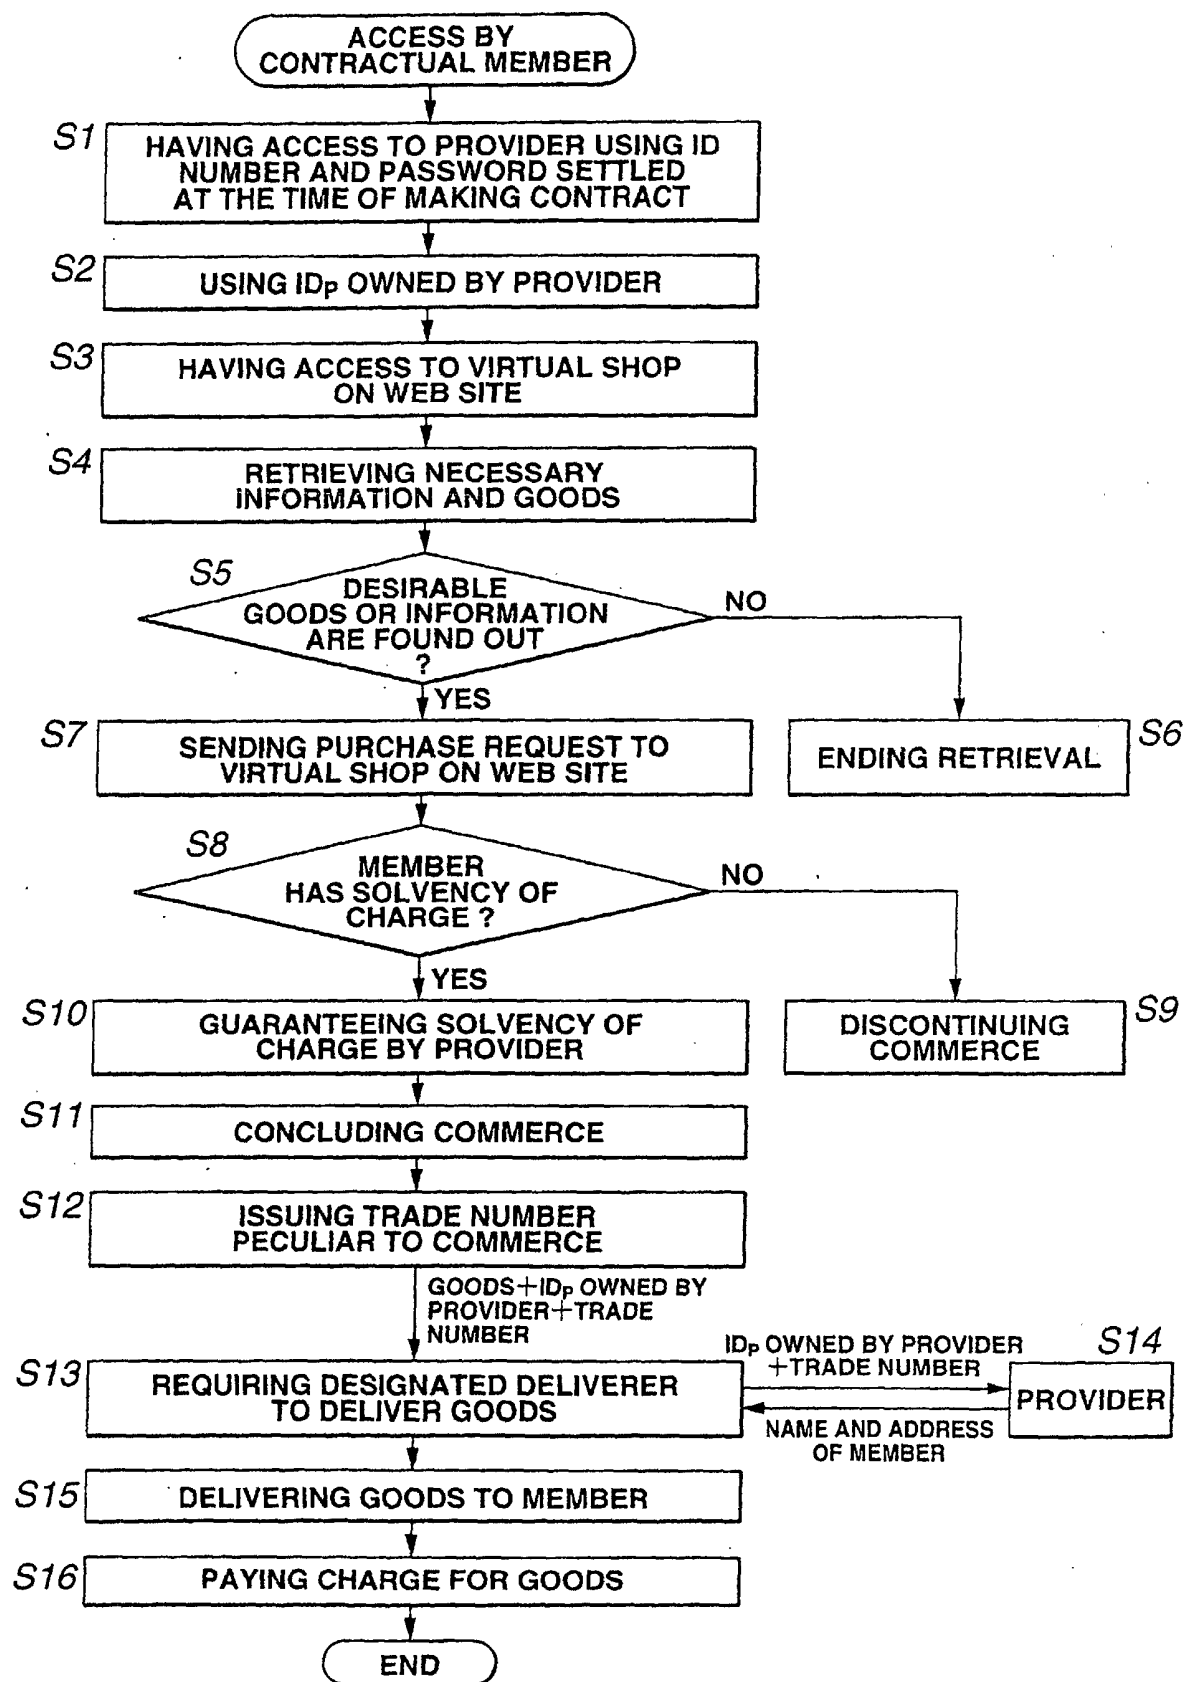 ACCESS BY
CONTRACTUAL MEMBER
S1
HAVING ACCESS TO PROVIDER USING ID
NUMBER AND PASSWORD SETTLED
AT THE TIME OF MAKING CONTRACT
S2
USING IDP OWNED BY PROVIDER
S3
HAVING ACCESS TO VIRTUAL SHOP
ON WEB SITE
S4
RETRIEVING NECESSARY
INFORMATION AND GOODS
S5
DESIRABLE
GOODS OR INFORMATION
ARE FOUND OUT
?
NO
YES
S7
SENDING PURCHASE REQUEST TO
VIRTUAL SHOP ON WEB SITE
S6
ENDING RETRIEVAL
S8
MEMBER
HAS SOLVENCY OF
CHARGE ?
NO
YES
S10
GUARANTEEING SOLVENCY OF
CHARGE BY PROVIDER
S9
DISCONTINUING
COMMERCE
S11
CONCLUDING COMMERCE
S12
ISSUING TRADE NUMBER
PECULIAR TO COMMERCE
GOODS+IDP OWNED BY
PROVIDER+TRADE
NUMBER
S13
REQUIRING DESIGNATED DELIVERER
TO DELIVER GOODS
IDP OWNED BY PROVIDER
+TRADE NUMBER
S14
PROVIDER
NAME AND ADDRESS
OF MEMBER
S15
DELIVERING GOODS TO MEMBER
S16
PAYING CHARGE FOR GOODS
END